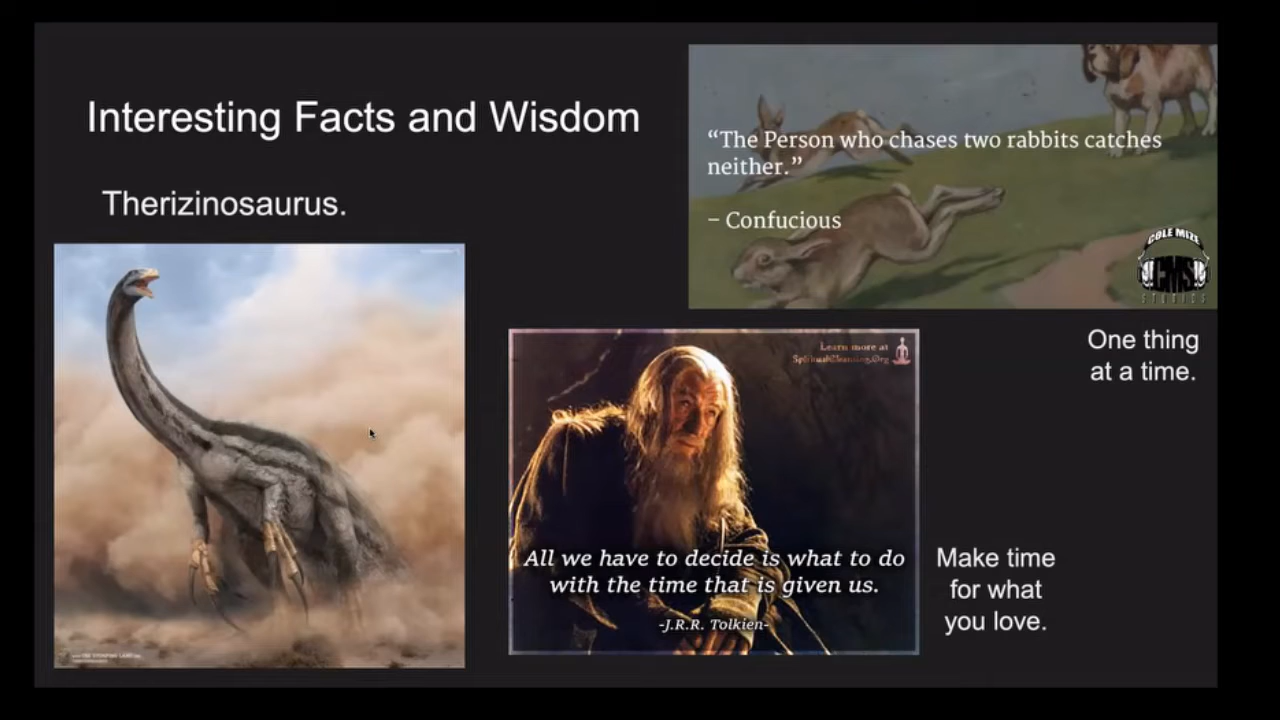 Interesting Facts and Wisdom
Therizinosaurus.
“The Person who chases two rabbits catches
neither.”
– Confucious
COLE MIZE
CMS
STUDIOS
One thing
at a time.
Learn more at
All we have to decide is what to do
with the time that is given us.
-J.R.R. Tolkien-
Make time
for what
you love.